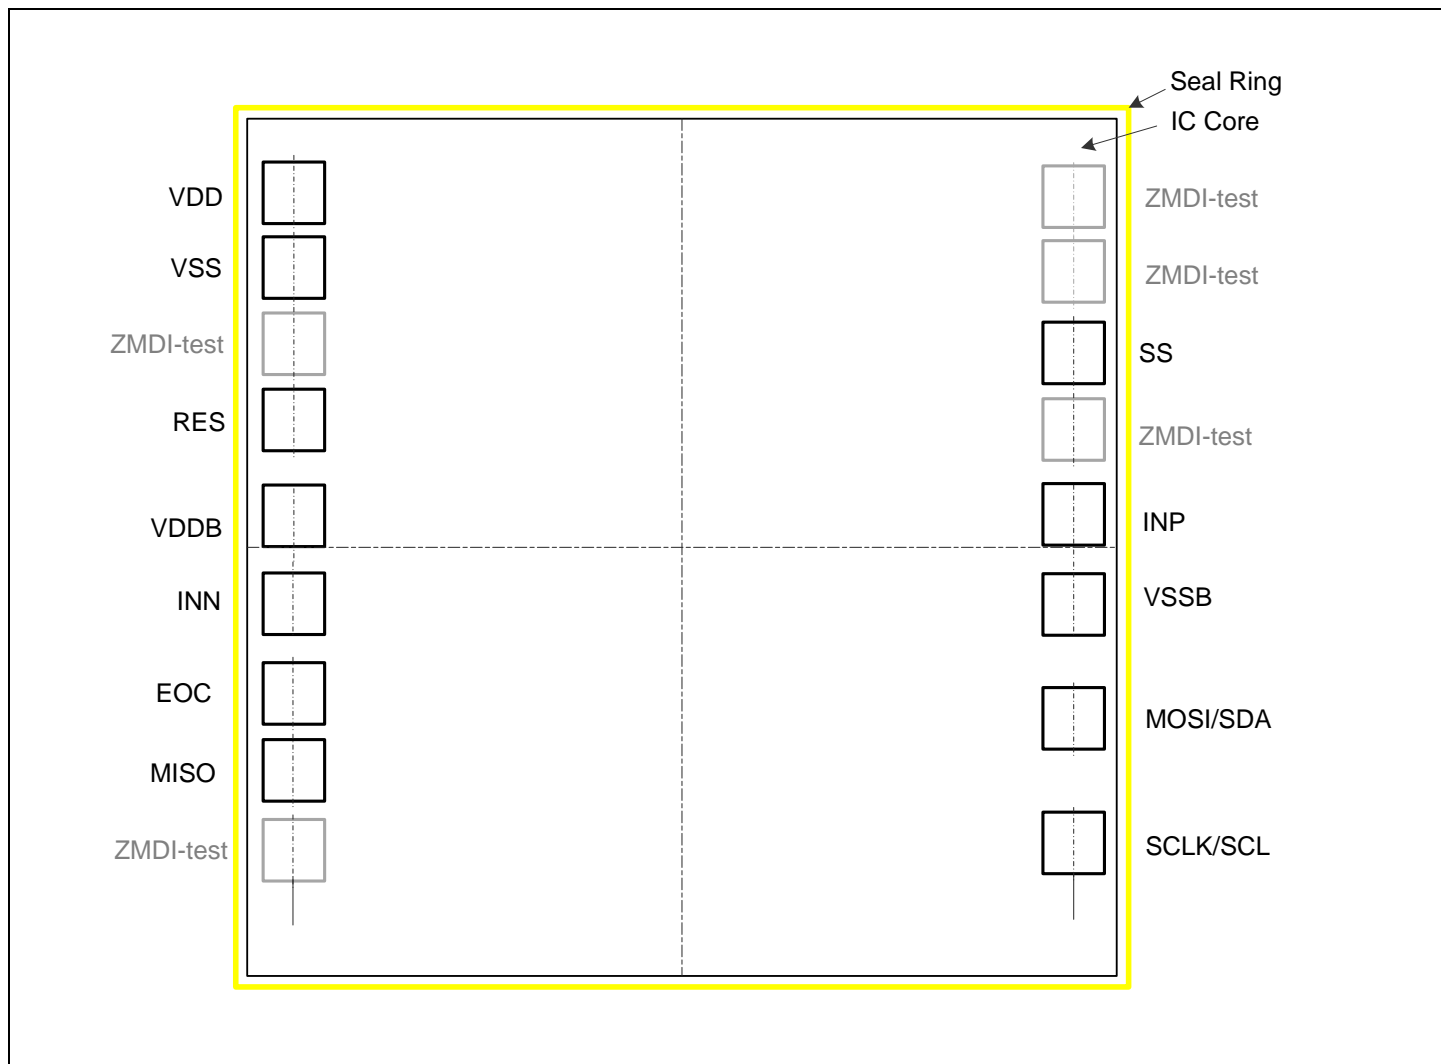 Seal Ring
IC Core
VDD
ZMDI-test
VSS
ZMDI-test
ZMDI-test
SS
RES
ZMDI-test
VDDB
INP
INN
VSSB
EOC
MOSI/SDA
MISO
ZMDI-test
SCLK/SCL